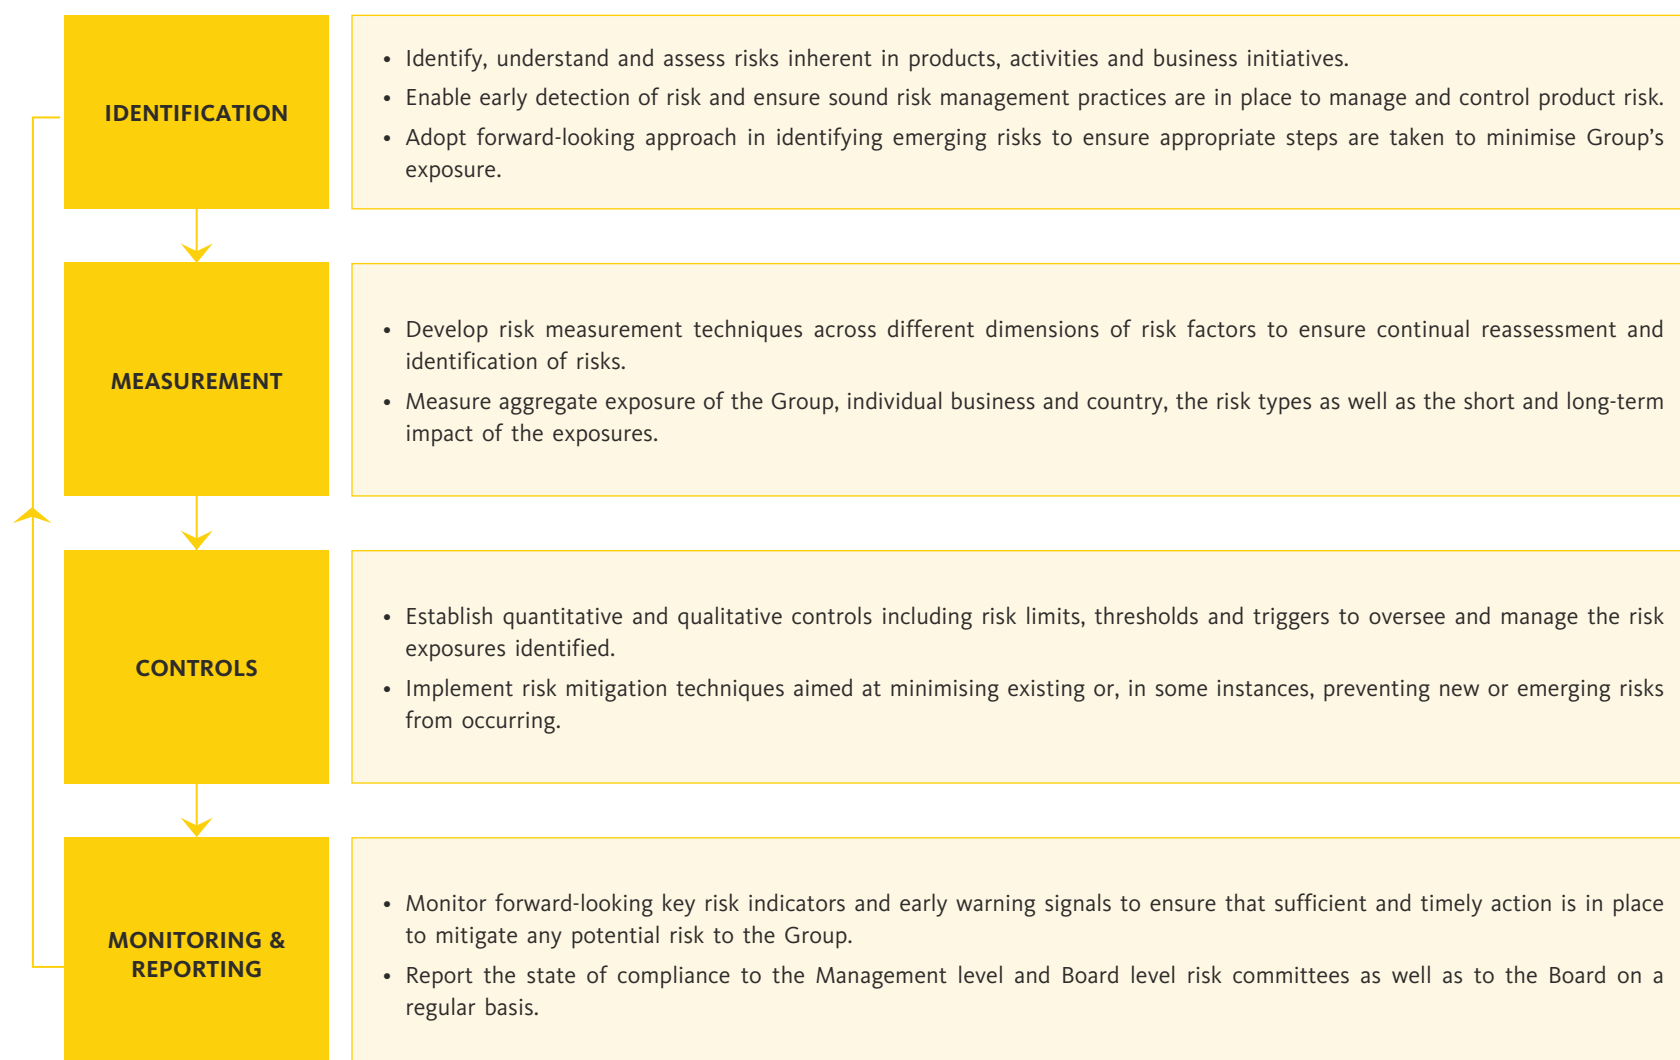 IDENTIFICATION
• Identify, understand and assess risks inherent in products, activities and business initiatives.
• Enable early detection of risk and ensure sound risk management practices are in place to manage and control product risk.
• Adopt forward-looking approach in identifying emerging risks to ensure appropriate steps are taken to minimise Group’s
exposure.
MEASUREMENT
• Develop risk measurement techniques across different dimensions of risk factors to ensure continual reassessment and
identification of risks.
• Measure aggregate exposure of the Group, individual business and country, the risk types as well as the short and long-term
impact of the exposures.
CONTROLS
• Establish quantitative and qualitative controls including risk limits, thresholds and triggers to oversee and manage the risk
exposures identified.
• Implement risk mitigation techniques aimed at minimising existing or, in some instances, preventing new or emerging risks
from occurring.
MONITORING &
REPORTING
• Monitor forward-looking key risk indicators and early warning signals to ensure that sufficient and timely action is in place
to mitigate any potential risk to the Group.
• Report the state of compliance to the Management level and Board level risk committees as well as to the Board on a
regular basis.